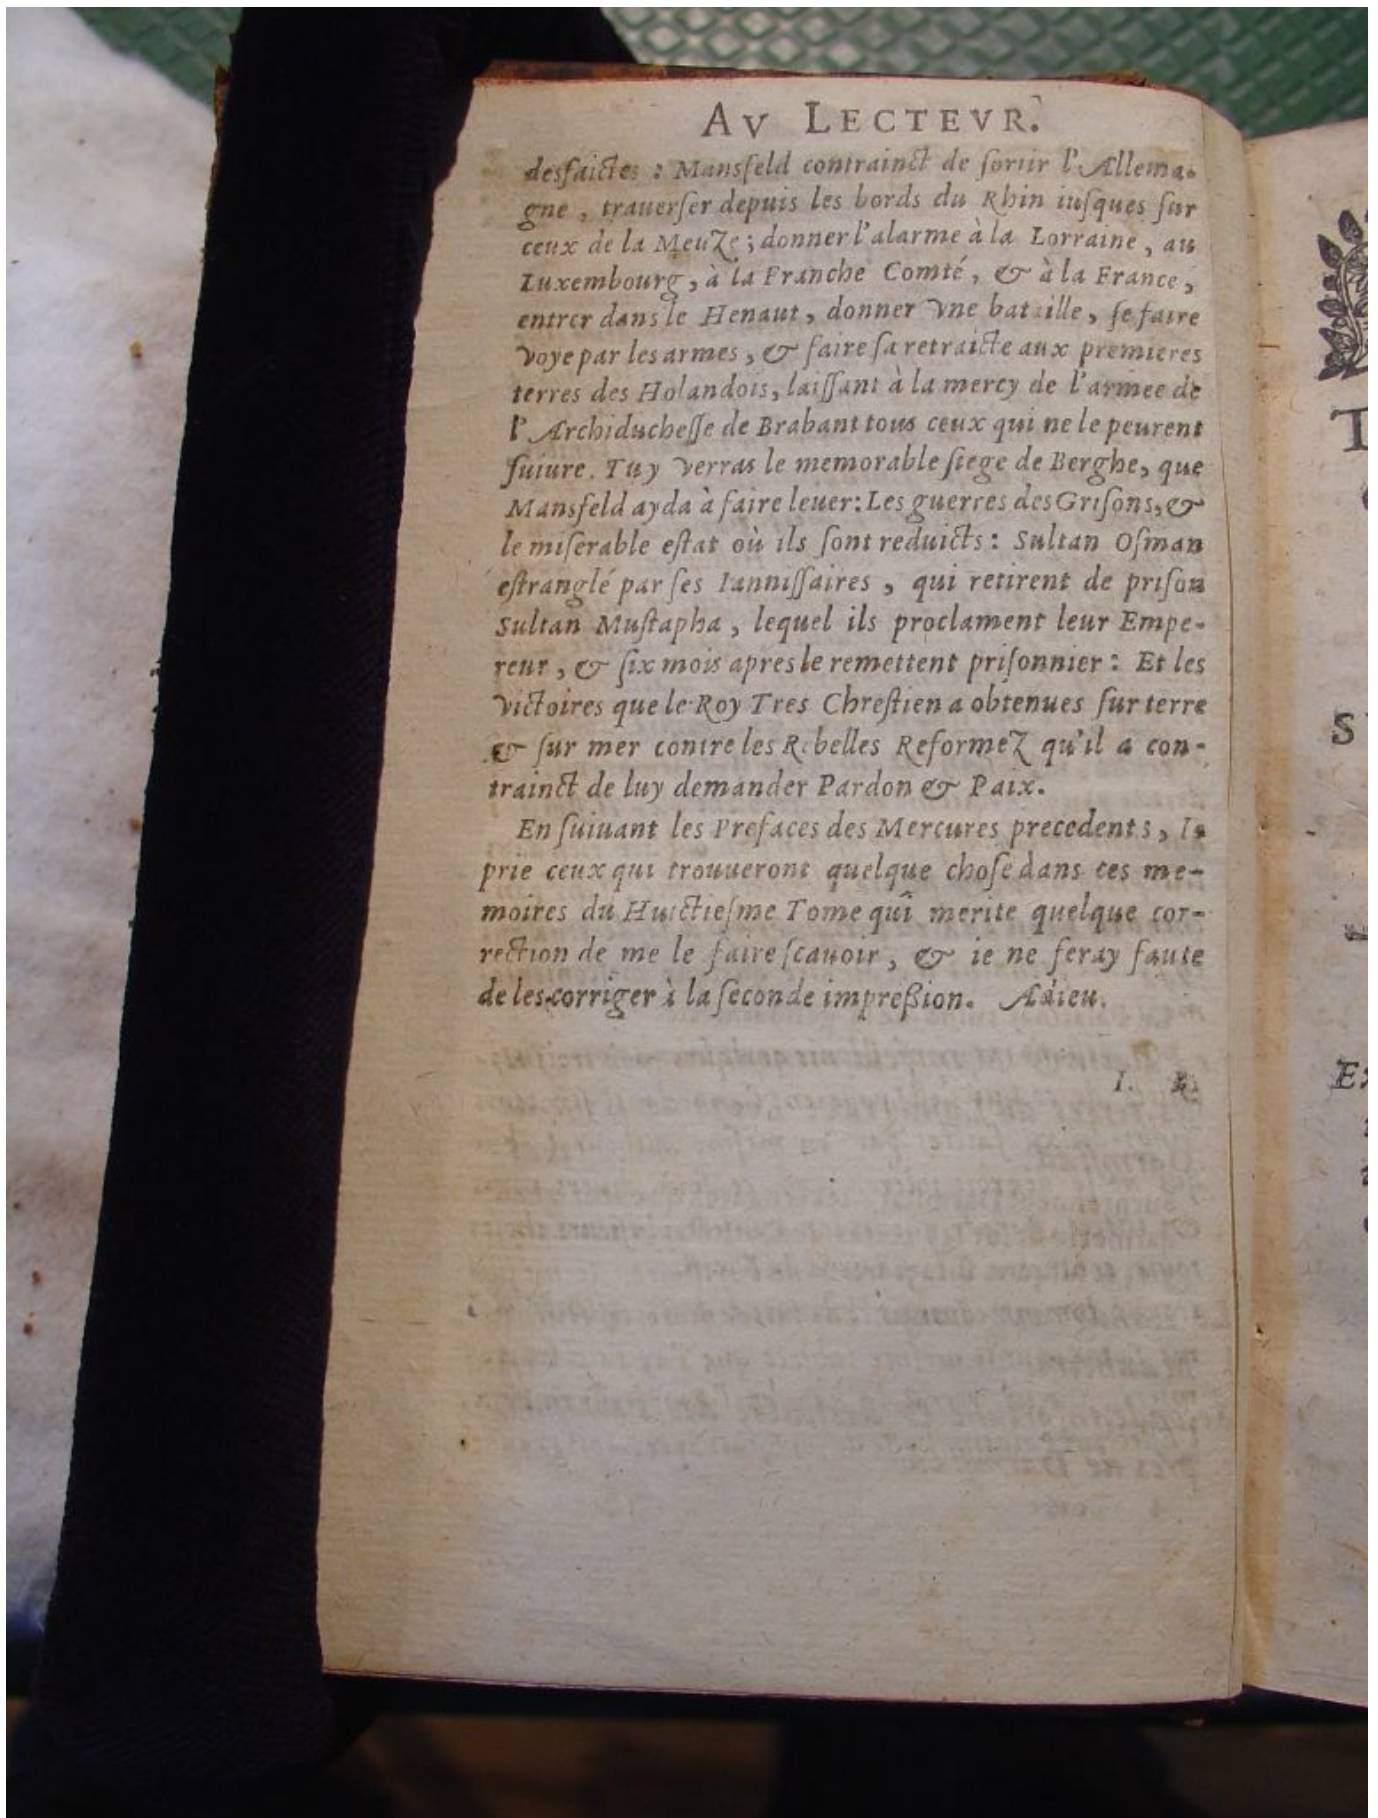 AV LECTEVR.
desfaictes : Mansfeld contrainct de sortir l'Allema-
gne, trauerser depuis les bords du Rhin iusques sur
ceux de la Meuze; donner l'alarme à la Lorraine, au
Luxembourg, à la Franche Comté, & à la France,
entrer dans le Henaut, donner vne bataille, se faire
voye par les armes, & faire sa retraicte aux premieres
terres des Holandois, laissant à la mercy de l'armee de
l'Archiduchesse de Brabant tous ceux qui ne le peurent
suiure. Tu y verras le memorable siege de Berghe, que
Mansfeld ayda à faire leuer: Les guerres des Grisons, &
le miserable estat où ils sont reduicts: Sultan Osman
estranglé par ses Iannissaires, qui retirent de prison
Sultan Mustapha, lequel ils proclament leur Empe-
reur, & six mois apres le remettent prisonnier: Et les
victoires que le Roy Tres Chrestien a obtenues sur terre
& sur mer contre les Rebelles Reformez qu'il a con-
trainct de luy demander Pardon & Paix.
En suiuant les Prefaces des Mercures precedents, Ie
prie ceux qui trouueront quelque chose dans ces me-
moires du Huictiesme Tome qui merite quelque cor-
rection de me le faire scauoir, & ie ne feray faute
de les corriger à la seconde impression. Adieu.
I. R.
T
S
Ex